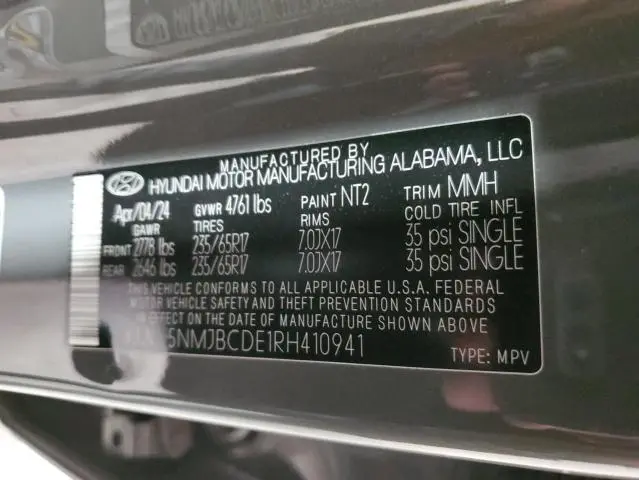 MANUFACTURED BY
HYUNDAI MOTOR MANUFACTURING ALABAMA, LLC
Apr/04/24 GVWR 4761 lbs PAINT NT2 TRIM MMH
GAWR TIRES RIMS COLD TIRE INFL
FRONT 2778 lbs 235/65R17 7.0JX17 35 psi SINGLE
REAR 2646 lbs 235/65R17 7.0JX17 35 psi SINGLE
THIS VEHICLE CONFORMS TO ALL APPLICABLE U.S.A. FEDERAL
MOTOR VEHICLE SAFETY AND THEFT PREVENTION STANDARDS
IN EFFECT ON THE DATE OF MANUFACTURE SHOWN ABOVE.
5NMJBCDE1RH410941
TYPE: MPV